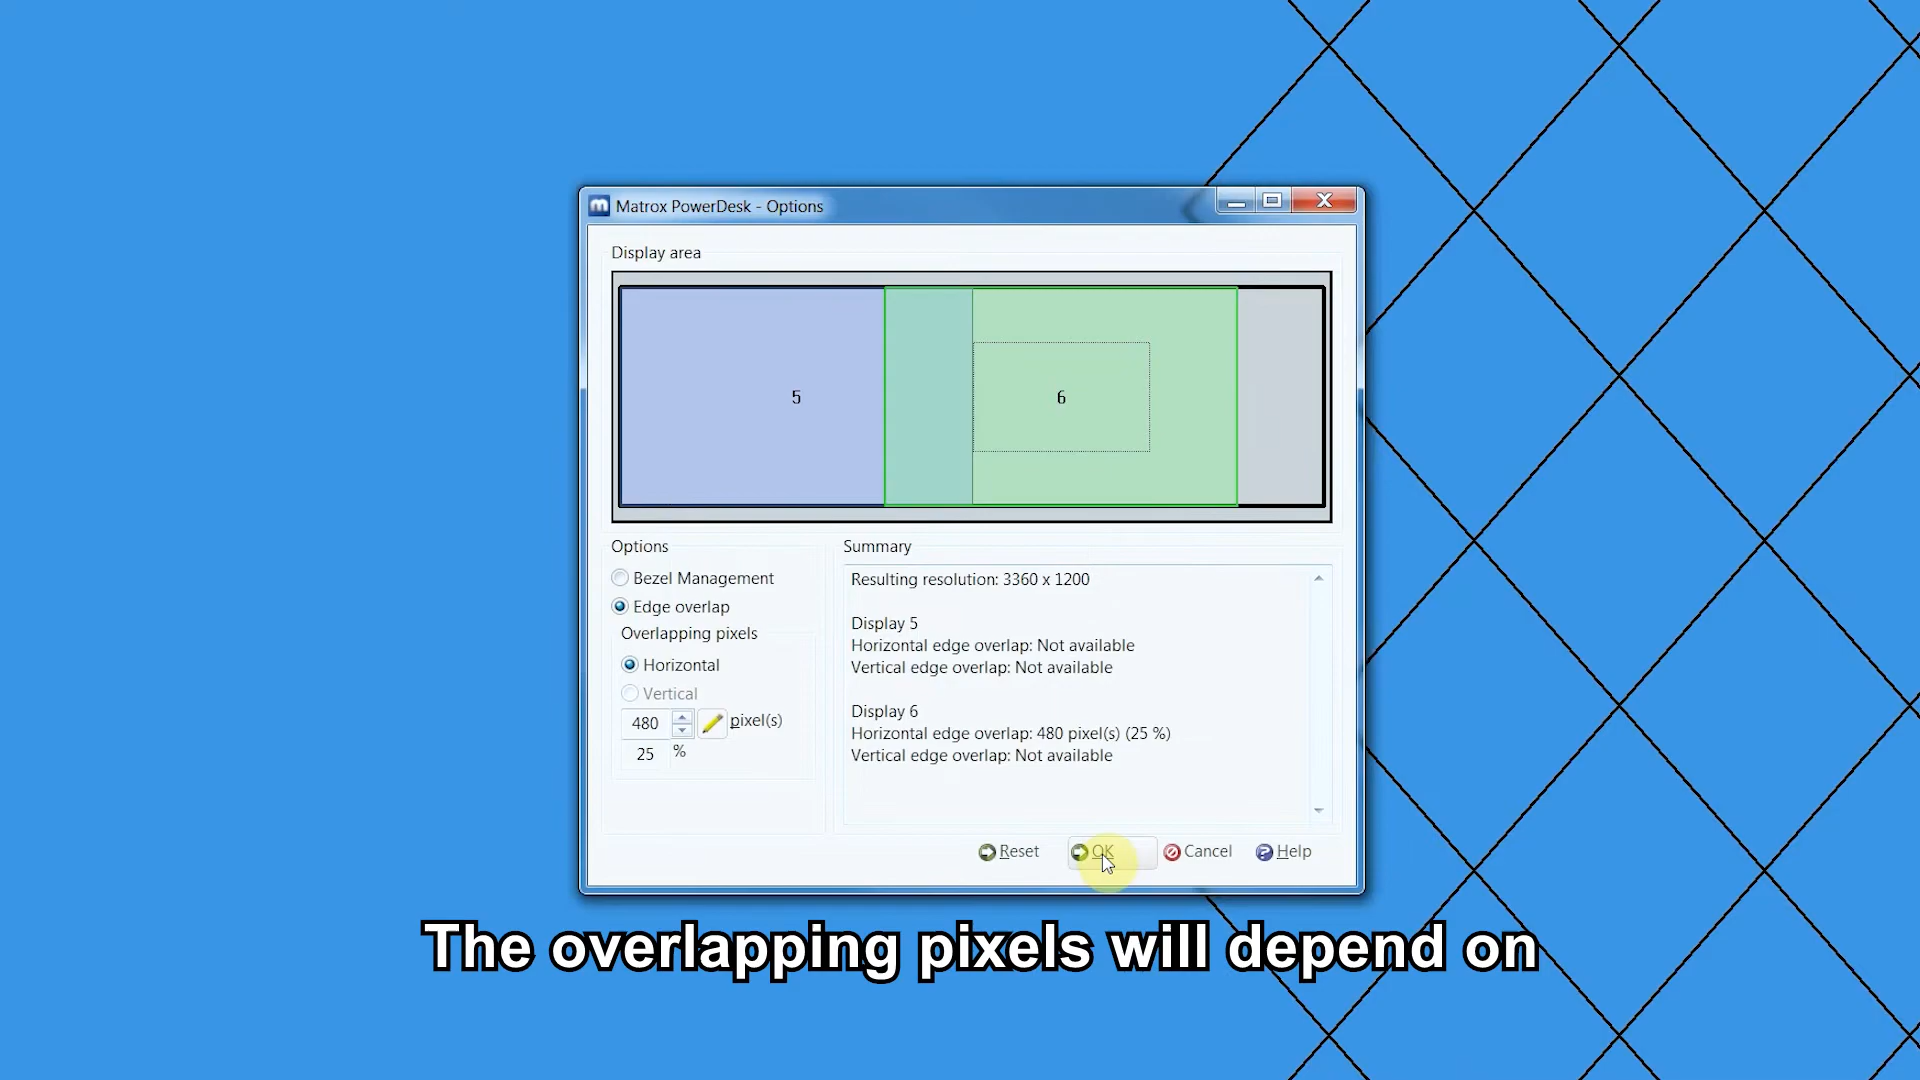 Matrox PowerDesk - Options
Display area
5
6
Options
Bezel Management
Edge overlap
Overlapping pixels
Horizontal
Vertical
480 pixel(s)
25 %
Summary
Resulting resolution: 3360 x 1200
Display 5
Horizontal edge overlap: Not available
Vertical edge overlap: Not available
Display 6
Horizontal edge overlap: 480 pixel(s) (25 %)
Vertical edge overlap: Not available
Reset OK Cancel Help
The overlapping pixels will depend on